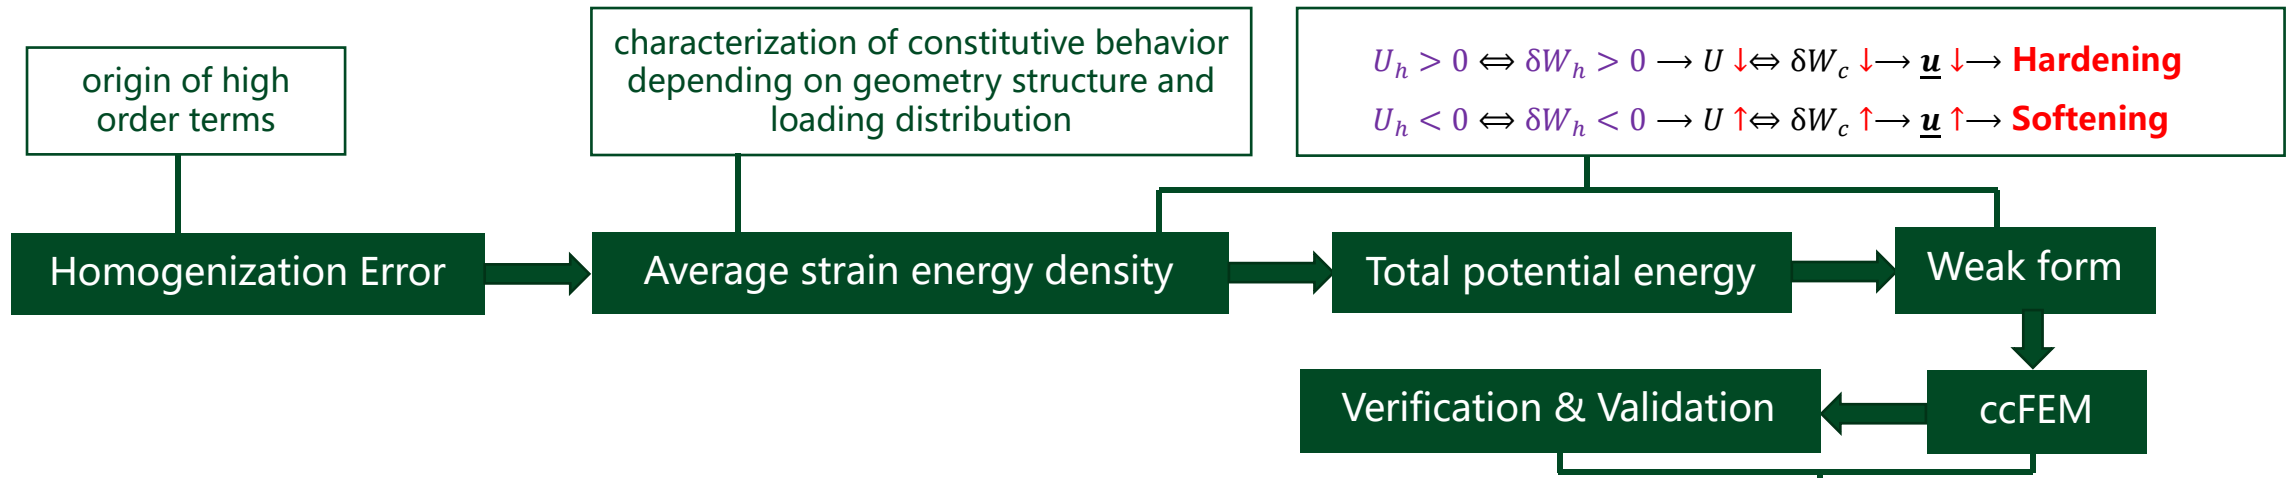 origin of high
order terms
characterization of constitutive behavior
depending on geometry structure and
loading distribution
U_h > 0 ⇔ δW_h > 0 → U ↓⇔ δW_c ↓→ u ↓→ Hardening
U_h < 0 ⇔ δW_h < 0 → U ↑⇔ δW_c ↑→ u ↑→ Softening
Homogenization Error
Average strain energy density
Total potential energy
Weak form
Verification & Validation
ccFEM